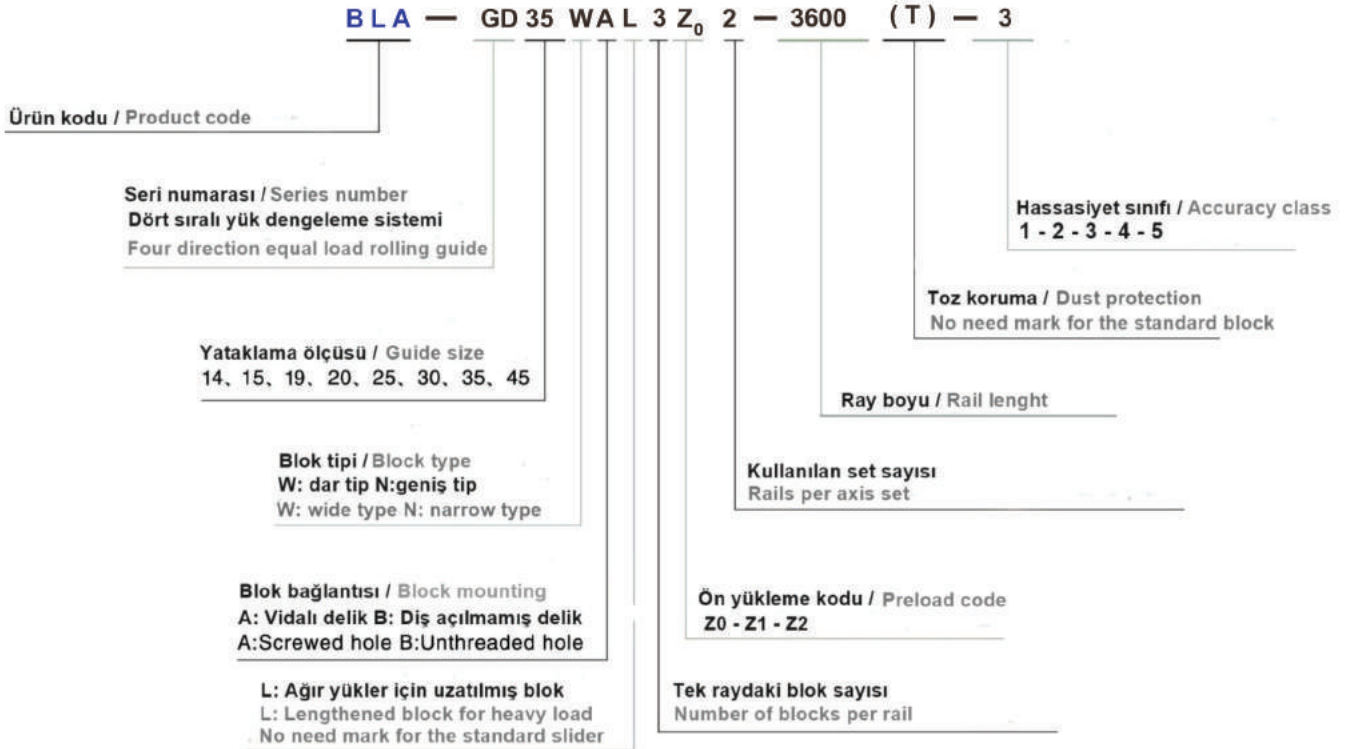 BLA — GD 35 W A L 3 Z₀ 2 — 3600 (T) — 3
Ürün kodu / Product code
Seri numarası / Series number
Dört sıralı yük dengeleme sistemi
Four direction equal load rolling guide
Yataklama ölçüsü / Guide size
14、15、19、20、25、30、35、45
Blok tipi / Block type
W: dar tip N:geniş tip
W: wide type N: narrow type
Blok bağlantısı / Block mounting
A: Vidalı delik B: Diş açılmamış delik
A:Screwed hole B:Unthreaded hole
L: Ağır yükler için uzatılmış blok
L: Lengthened block for heavy load
No need mark for the standard slider
Hassasiyet sınıfı / Accuracy class
1 - 2 - 3 - 4 - 5
Toz koruma / Dust protection
No need mark for the standard block
Ray boyu / Rail lenght
Kullanılan set sayısı
Rails per axis set
Ön yükleme kodu / Preload code
Z0 - Z1 - Z2
Tek raydaki blok sayısı
Number of blocks per rail